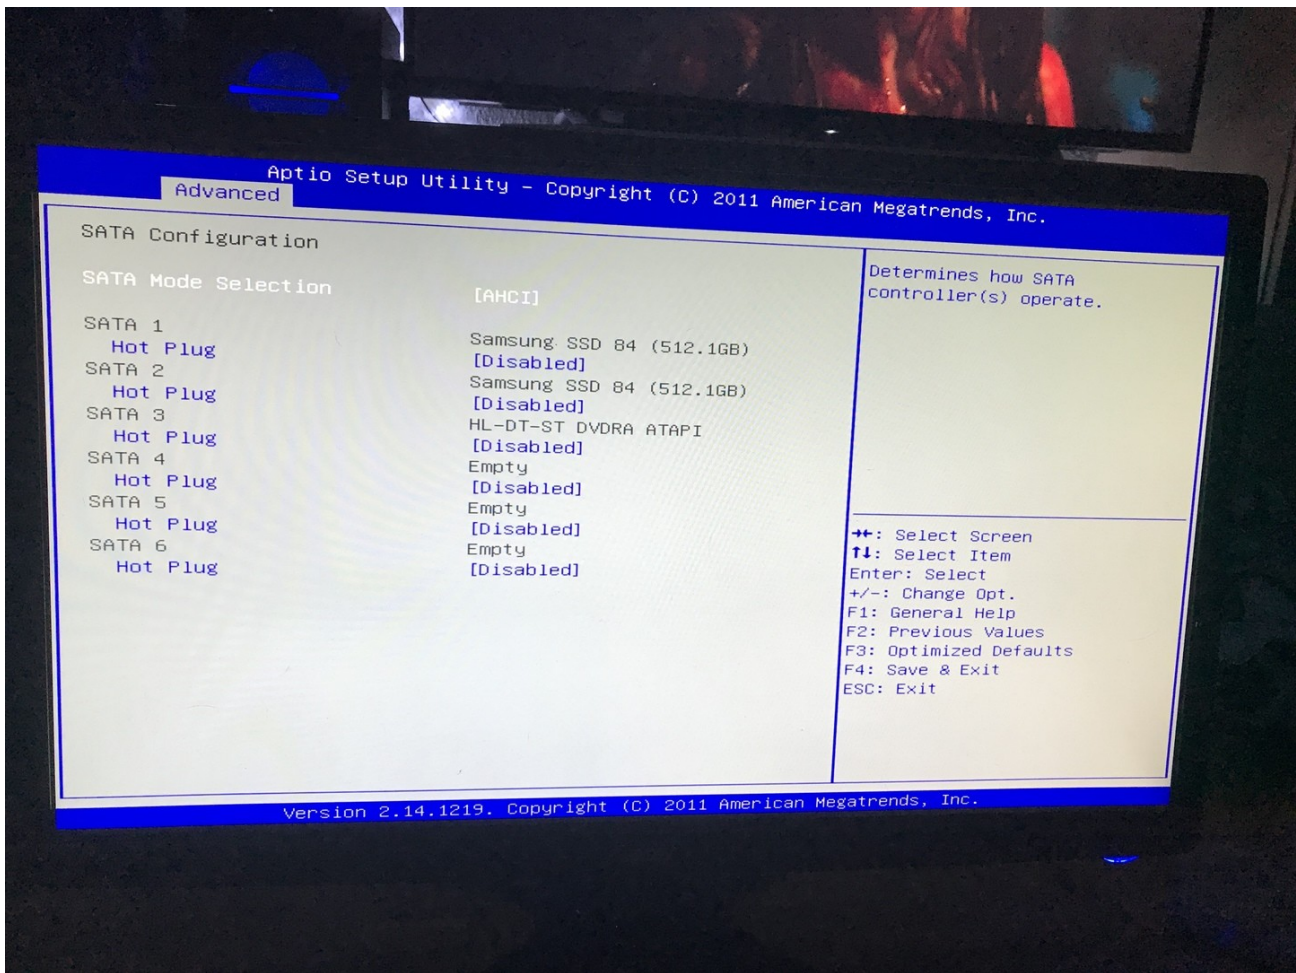 Aptio Setup Utility – Copyright (C) 2011 American Megatrends, Inc.
Advanced
SATA Configuration
SATA Mode Selection [AHCI]
SATA 1 Samsung SSD 84 (512.1GB)
Hot Plug [Disabled]
SATA 2 Samsung SSD 84 (512.1GB)
Hot Plug [Disabled]
SATA 3 HL-DT-ST DVDRA ATAPI
Hot Plug [Disabled]
SATA 4 Empty
Hot Plug [Disabled]
SATA 5 Empty
Hot Plug [Disabled]
SATA 6 Empty
Hot Plug [Disabled]
Determines how SATA
controller(s) operate.
→←: Select Screen
↑↓: Select Item
Enter: Select
+/-: Change Opt.
F1: General Help
F2: Previous Values
F3: Optimized Defaults
F4: Save & Exit
ESC: Exit
Version 2.14.1219. Copyright (C) 2011 American Megatrends, Inc.